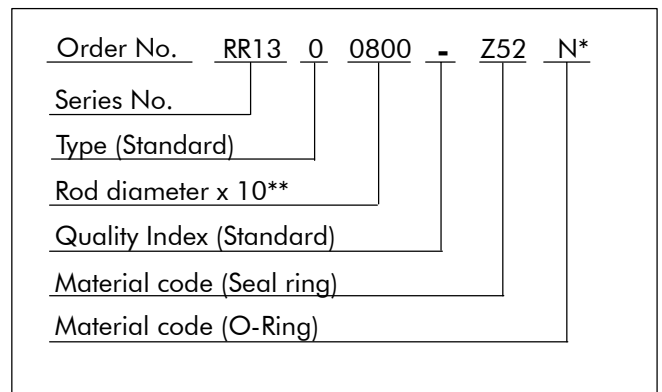 Order No. RR13 0 0800 - Z52 N*
Series No.
Type (Standard)
Rod diameter x 10**
Quality Index (Standard)
Material code (Seal ring)
Material code (O-Ring)